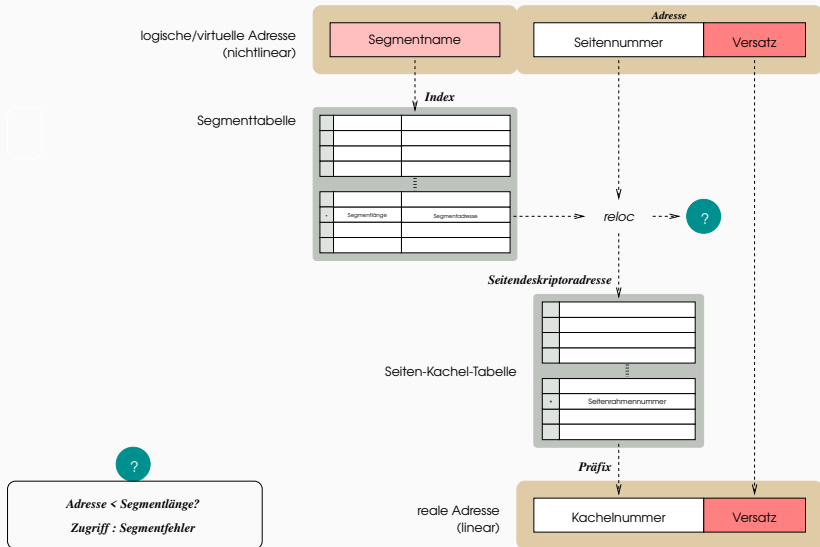 Adresse
logische/virtuelle Adresse
(nichtlinear)
Segmentname
Seitennummer
Versatz
Index
Segmenttabelle
Segmentlänge
Segmentadresse
reloc
?
Seitendeskriptoradresse
Seiten-Kachel-Tabelle
Seitenrahmennummer
Präfix
?
Adresse < Segmentlänge?
Zugriff : Segmentfehler
reale Adresse
(linear)
Kachelnummer
Versatz